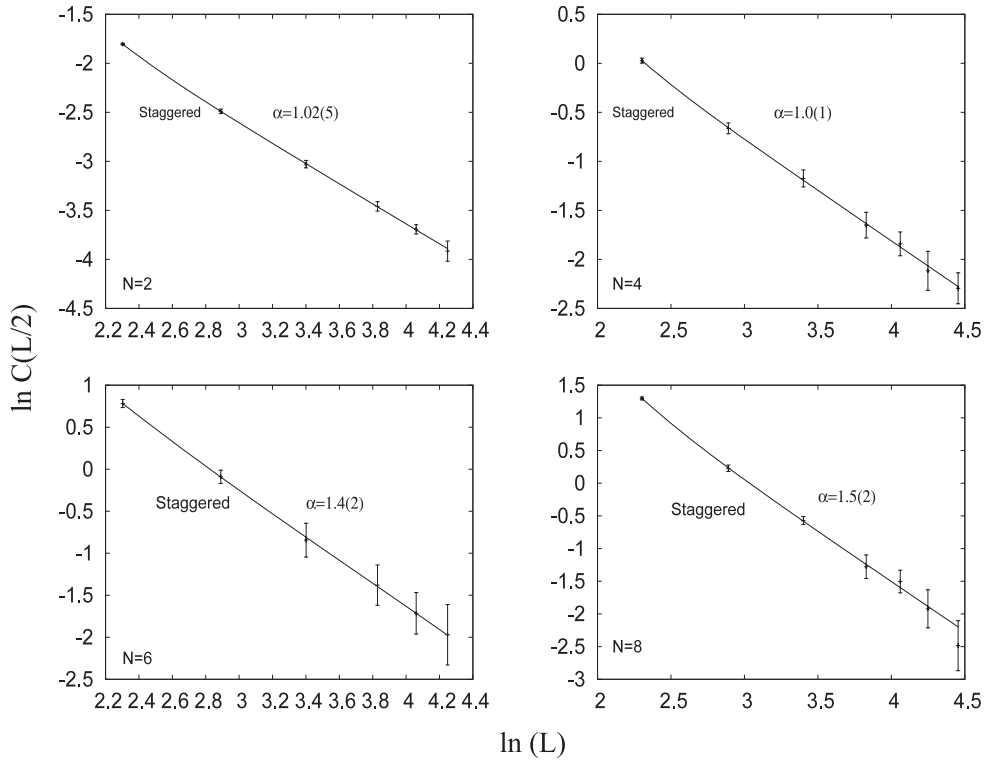 -1.5
-2
-2.5
-3
-3.5
-4
-4.5
Staggered
α=1.02(5)
N=2
2.2 2.4 2.6 2.8 3 3.2 3.4 3.6 3.8 4 4.2 4.4
0.5
0
-0.5
-1
-1.5
-2
-2.5
Staggered
α=1.0(1)
N=4
2 2.5 3 3.5 4 4.5
ln C(L/2)
1
0.5
0
-0.5
-1
-1.5
-2
-2.5
Staggered
α=1.4(2)
N=6
2.2 2.4 2.6 2.8 3 3.2 3.4 3.6 3.8 4 4.2 4.4
1.5
1
0.5
0
-0.5
-1
-1.5
-2
-2.5
-3
Staggered
α=1.5(2)
N=8
2 2.5 3 3.5 4 4.5
ln (L)